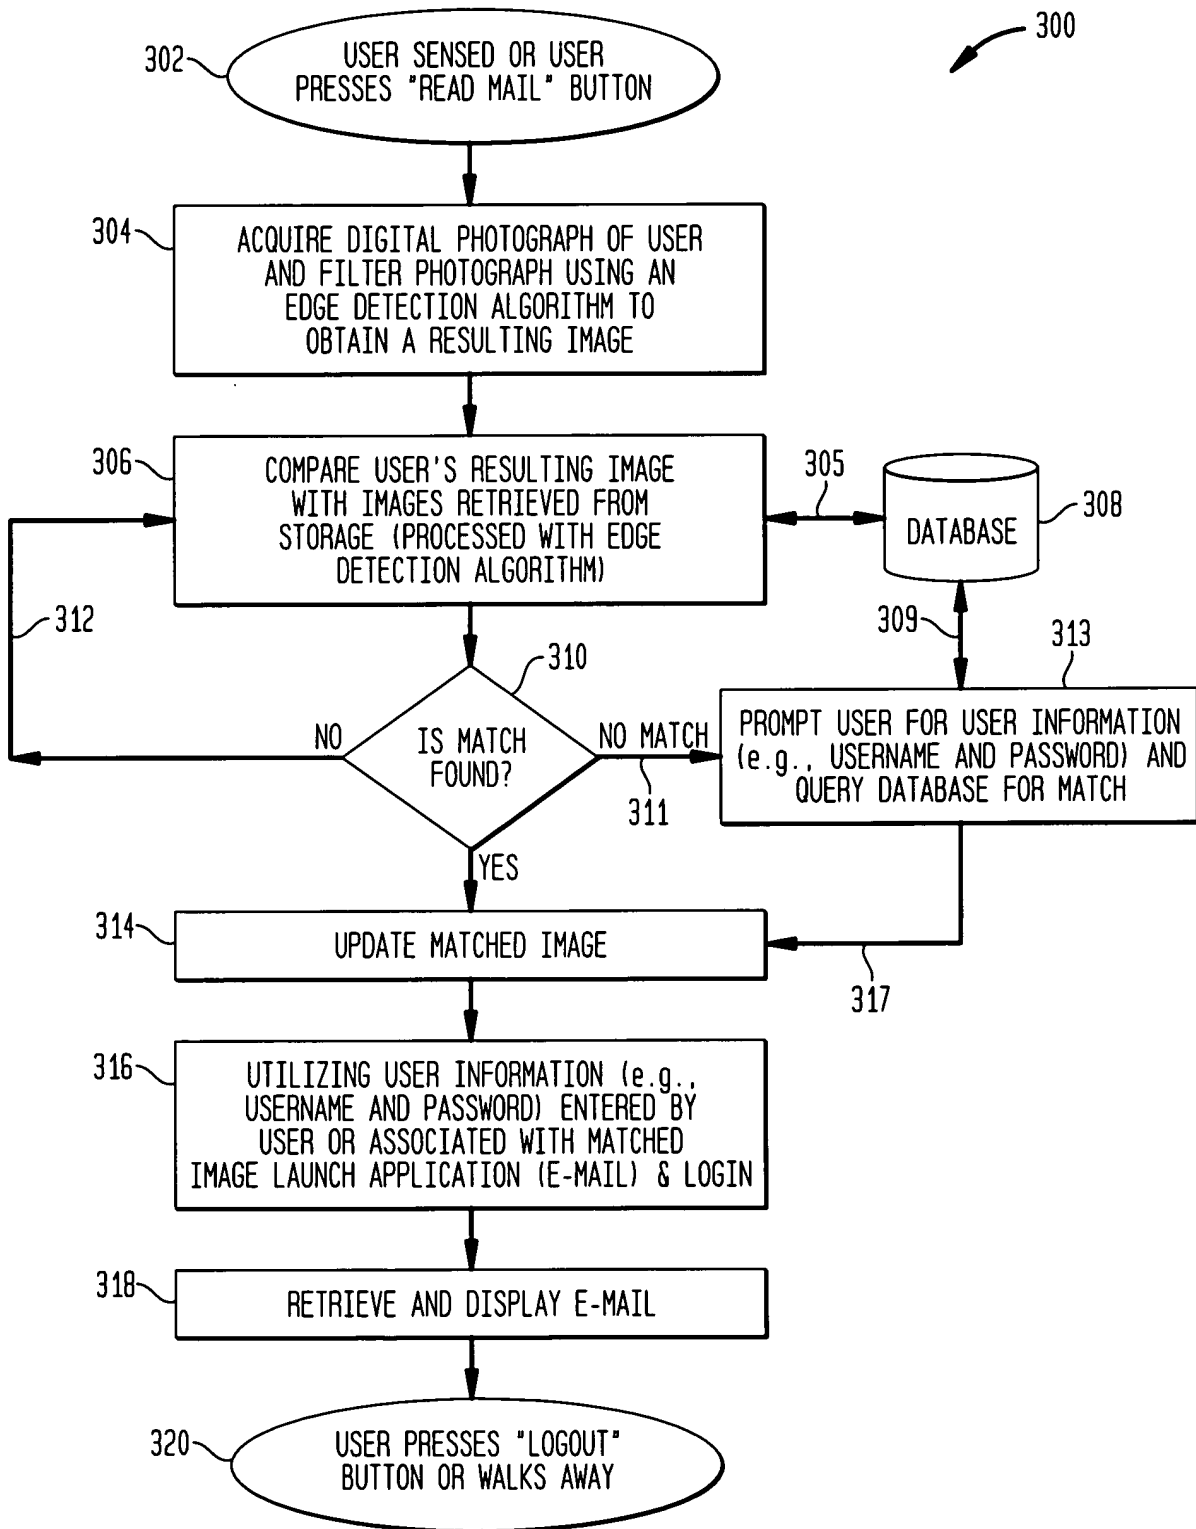 300
302
USER SENSED OR USER
PRESSES "READ MAIL" BUTTON
304
ACQUIRE DIGITAL PHOTOGRAPH OF USER
AND FILTER PHOTOGRAPH USING AN
EDGE DETECTION ALGORITHM TO
OBTAIN A RESULTING IMAGE
306
COMPARE USER'S RESULTING IMAGE
WITH IMAGES RETRIEVED FROM
STORAGE (PROCESSED WITH EDGE
DETECTION ALGORITHM)
305
DATABASE
308
309
312
310
313
NO
IS MATCH
FOUND?
NO MATCH
311
PROMPT USER FOR USER INFORMATION
(e.g., USERNAME AND PASSWORD) AND
QUERY DATABASE FOR MATCH
YES
314
UPDATE MATCHED IMAGE
317
316
UTILIZING USER INFORMATION (e.g.,
USERNAME AND PASSWORD) ENTERED BY
USER OR ASSOCIATED WITH MATCHED
IMAGE LAUNCH APPLICATION (E-MAIL) & LOGIN
318
RETRIEVE AND DISPLAY E-MAIL
320
USER PRESSES "LOGOUT"
BUTTON OR WALKS AWAY